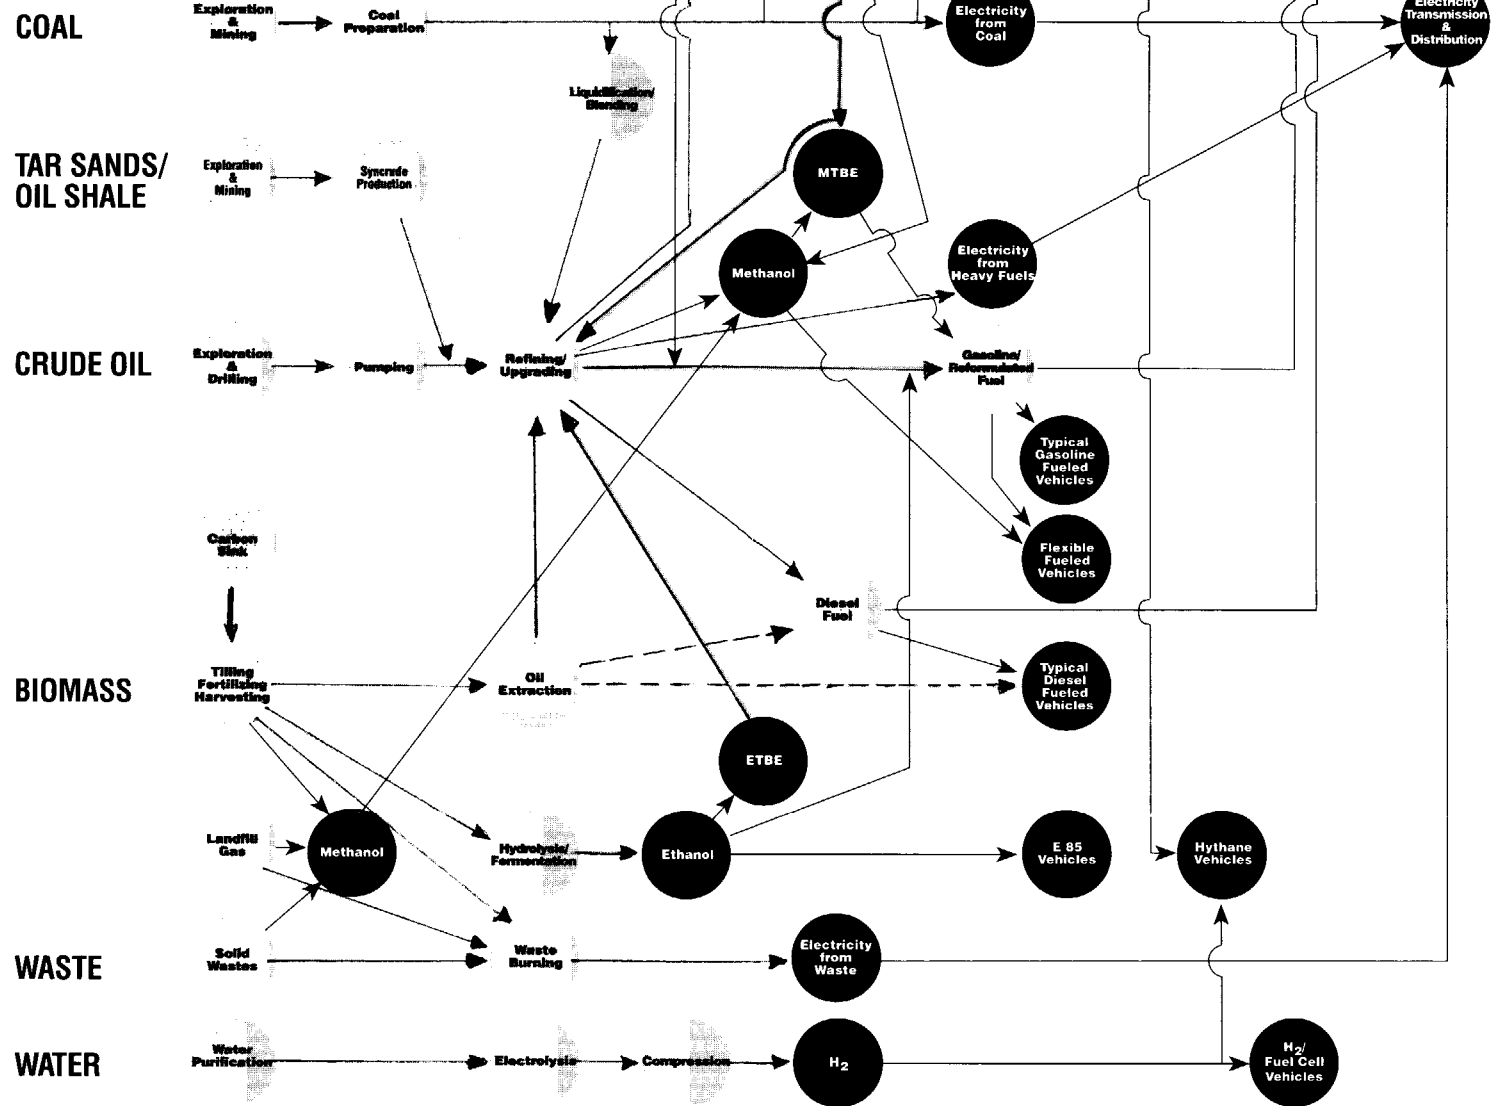 COAL
Exploration
&
Mining
Coal
Preparation
Electricity
from
Coal
Electricity
Transmission
&
Distribution
Liquidification/
Blending
TAR SANDS/
OIL SHALE
Exploration
&
Mining
Syncrude
Production
MTBE
Methanol
Electricity
from
Heavy Fuels
CRUDE OIL
Exploration
&
Drilling
Pumping
Refining/
Upgrading
Gasoline/
Reformulated
Fuel
Typical
Gasoline
Fueled
Vehicles
Carbon
Sink
Flexible
Fueled
Vehicles
Diesel
Fuel
BIOMASS
Tilling
Fertilizing
Harvesting
Oil
Extraction
Typical
Diesel
Fueled
Vehicles
ETBE
Landfill
Gas
Methanol
Hydrolysis/
Fermentation
Ethanol
E 85
Vehicles
Hythane
Vehicles
WASTE
Solid
Wastes
Waste
Burning
Electricity
from
Waste
WATER
Water
Purification
Electrolysis
Compression
H2
H2/
Fuel Cell
Vehicles